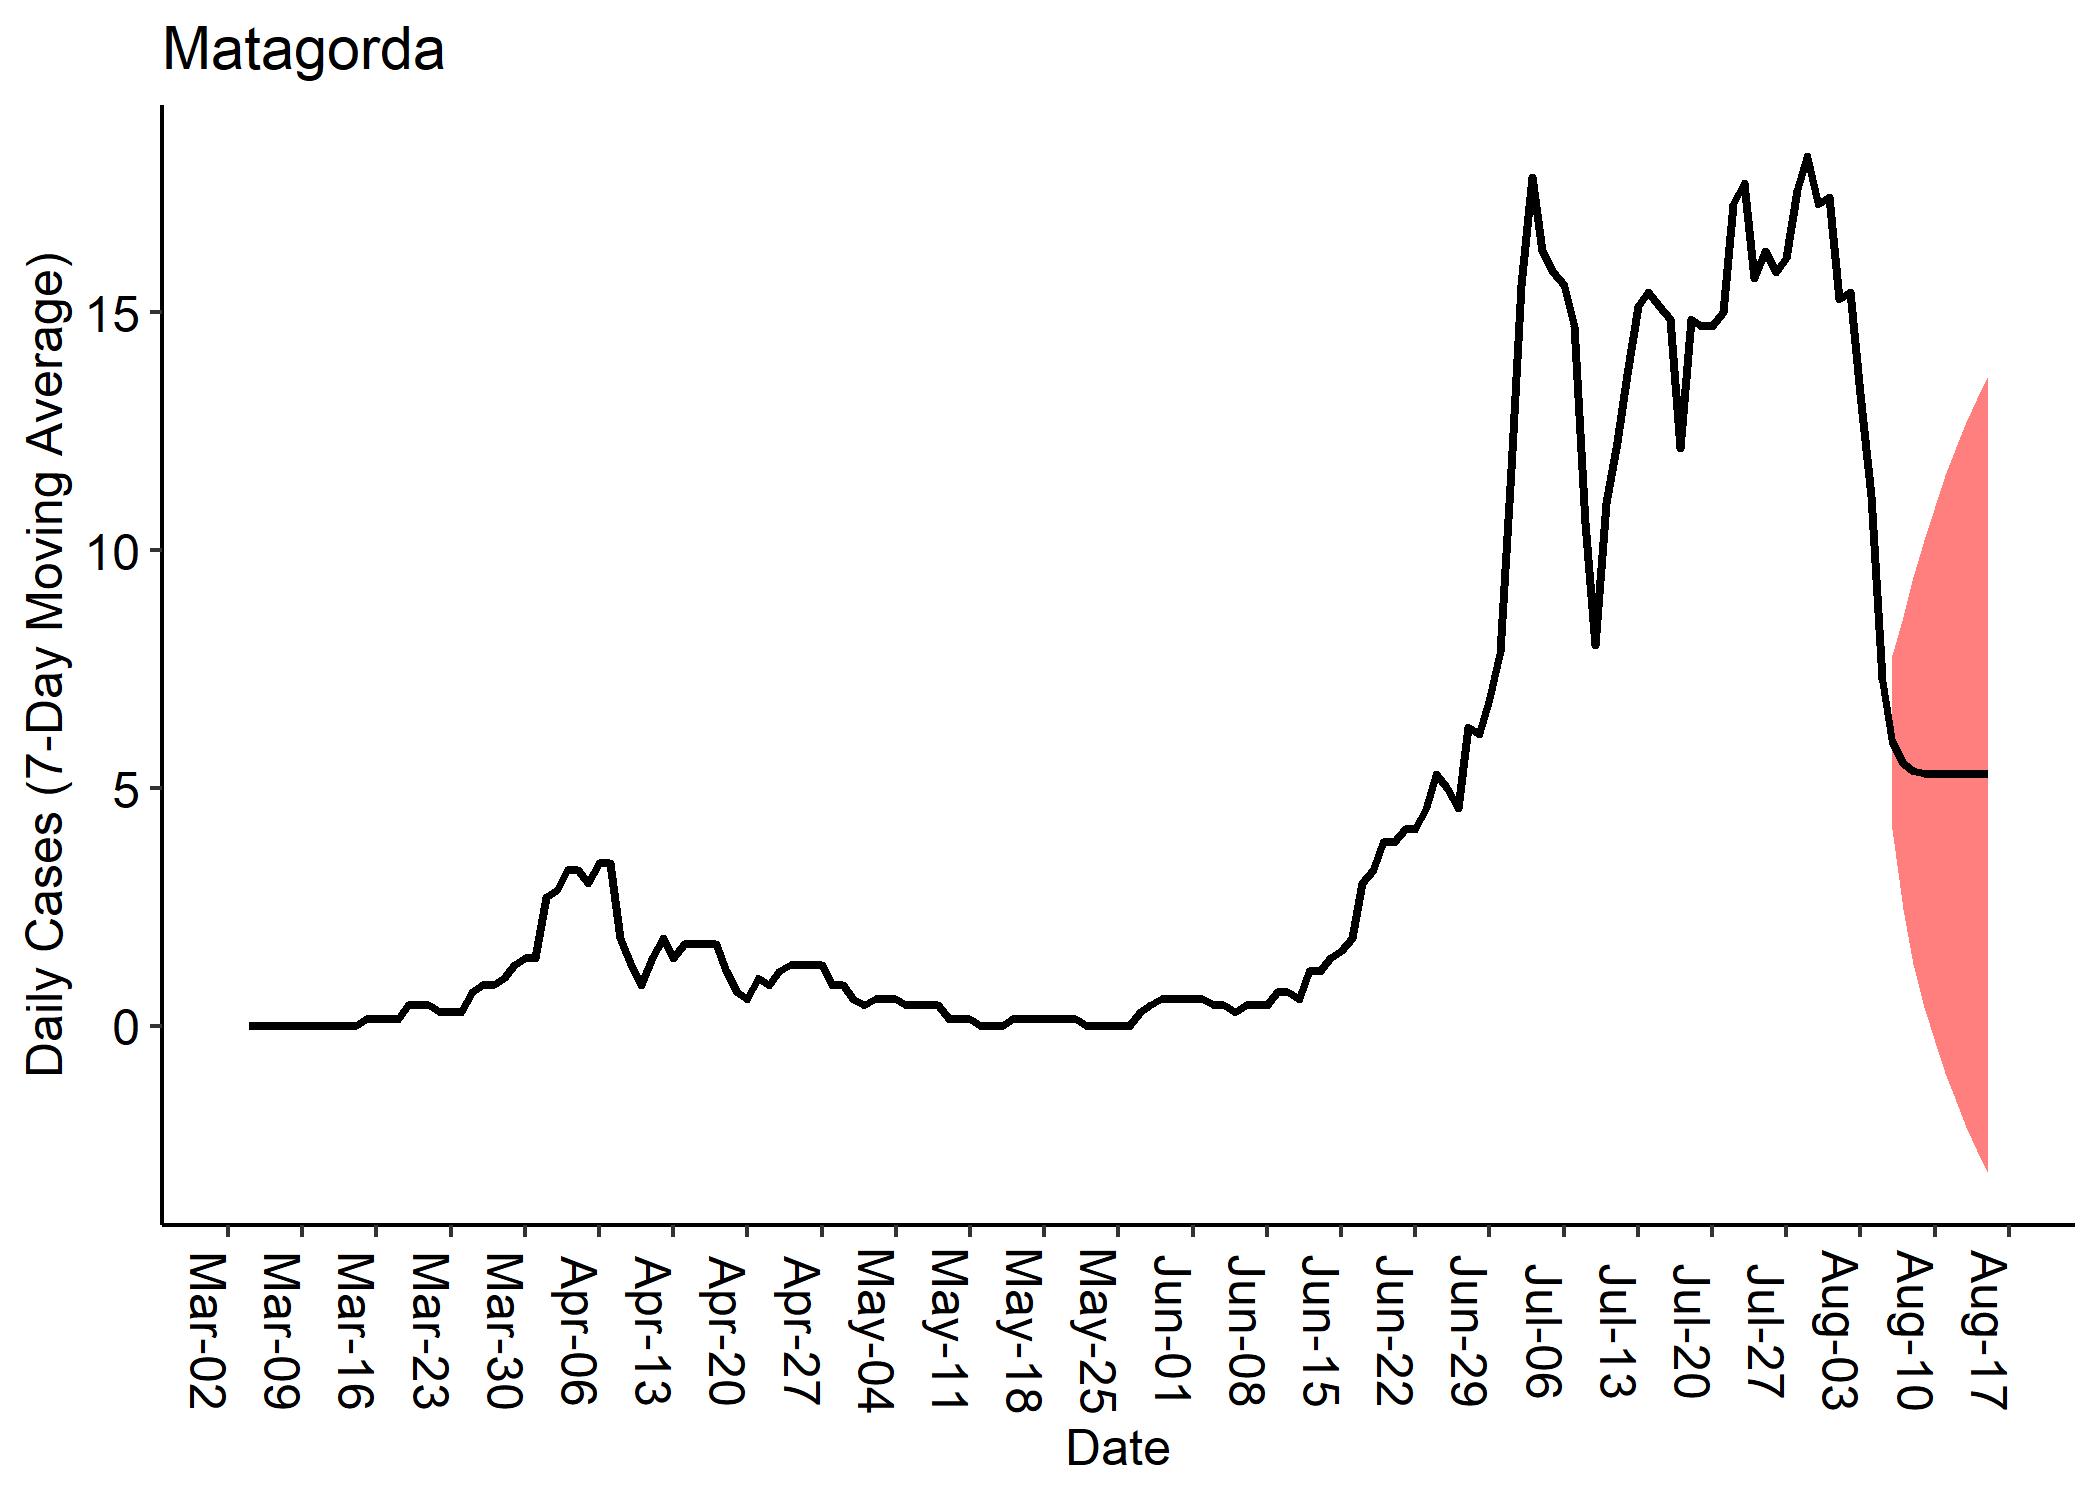 Matagorda
Daily Cases (7-Day Moving Average)
15
10
5
0
Mar-02
Mar-09
Mar-16
Mar-23
Mar-30
Apr-06
Apr-13
Apr-20
Apr-27
May-04
May-11
May-18
May-25
Jun-01
Jun-08
Jun-15
Jun-22
Jun-29
Jul-06
Jul-13
Jul-20
Jul-27
Aug-03
Aug-10
Aug-17
Date